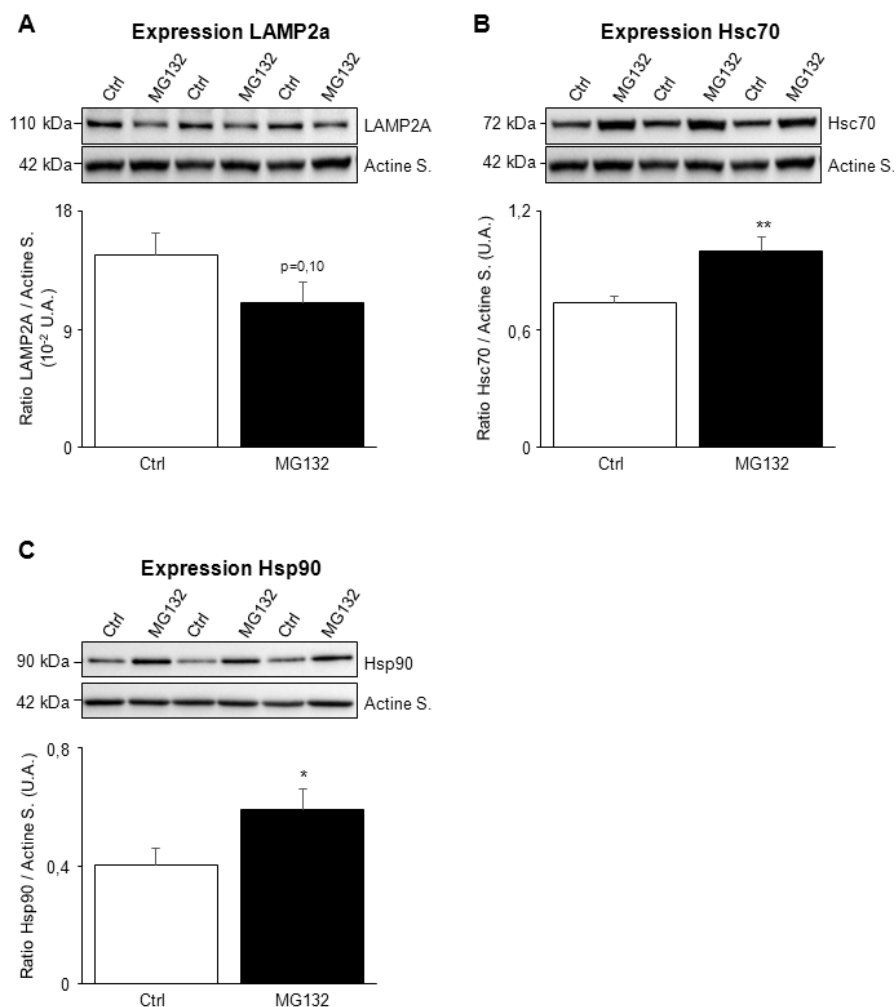 A
Expression LAMP2a
Ctrl MG132 Ctrl MG132 Ctrl MG132
110 kDa LAMP2A
42 kDa Actine S.
Ratio LAMP2A / Actine S.
(10⁻² U.A.)
18
9
0
p=0,10
Ctrl MG132
B
Expression Hsc70
Ctrl MG132 Ctrl MG132 Ctrl MG132
72 kDa Hsc70
42 kDa Actine S.
Ratio Hsc70 / Actine S. (U.A.)
1,2
0,6
0
**
Ctrl MG132
C
Expression Hsp90
Ctrl MG132 Ctrl MG132 Ctrl MG132
90 kDa Hsp90
42 kDa Actine S.
Ratio Hsp90 / Actine S. (U.A.)
0,8
0,4
0
*
Ctrl MG132